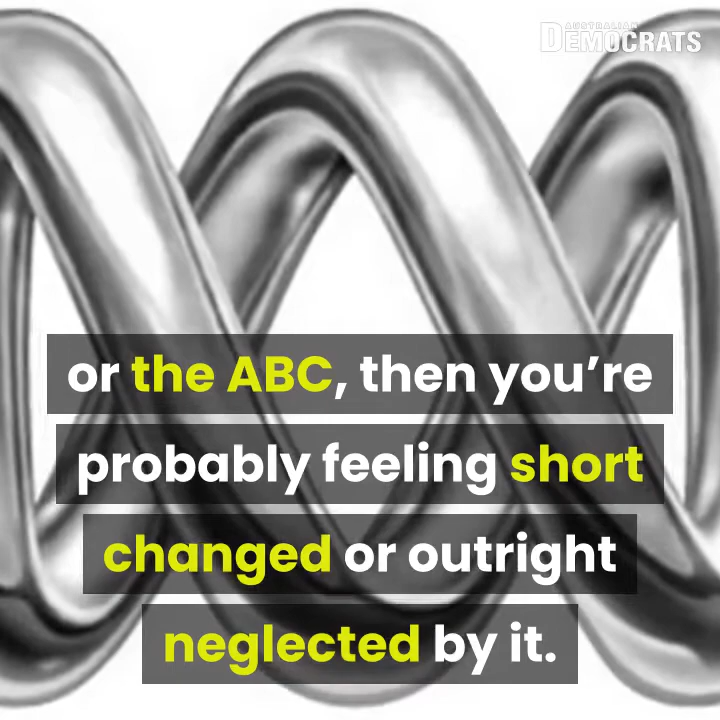 AUSTRALIAN
DEMOCRATS
or the ABC, then you’re
probably feeling short
changed or outright
neglected by it.